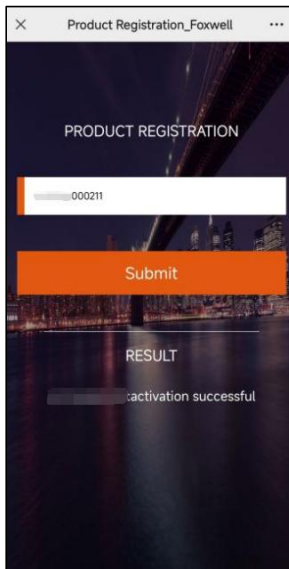 Product Registration_Foxwell
PRODUCT REGISTRATION
000211
Submit
RESULT
:activation successful